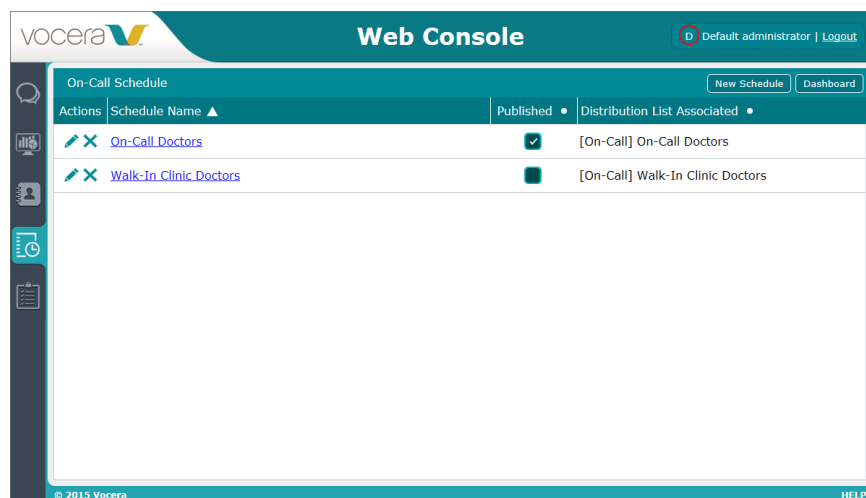 vocera
Web Console
D Default administrator | Logout
On-Call Schedule
New Schedule
Dashboard
Actions
Schedule Name ▲
Published •
Distribution List Associated •
On-Call Doctors
[On-Call] On-Call Doctors
Walk-In Clinic Doctors
[On-Call] Walk-In Clinic Doctors
© 2015 Vocera
HELP